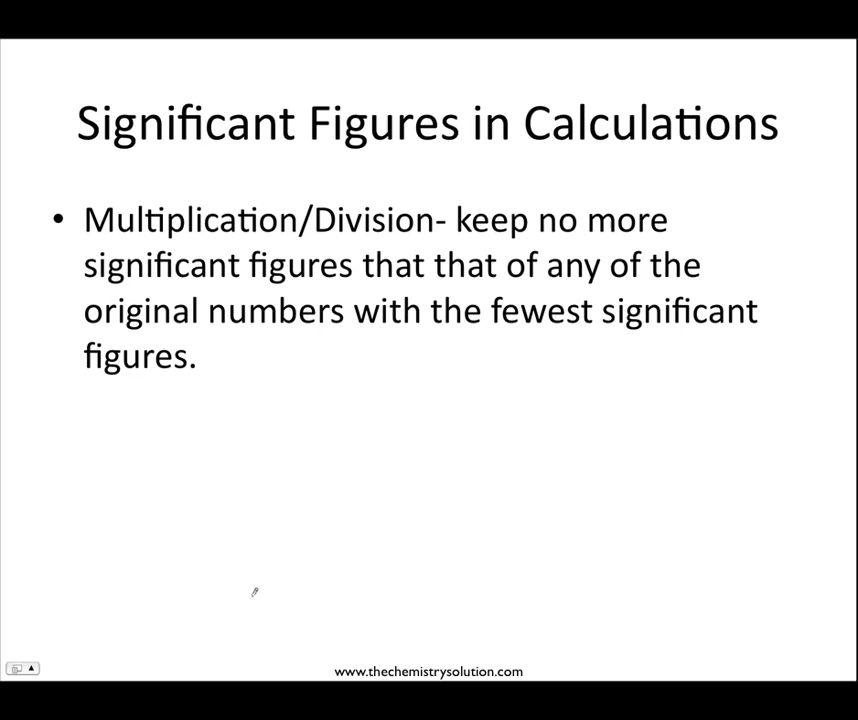 Significant Figures in Calculations
• Multiplication/Division- keep no more
significant figures that that of any of the
original numbers with the fewest significant
figures.
www.thechemistrysolution.com